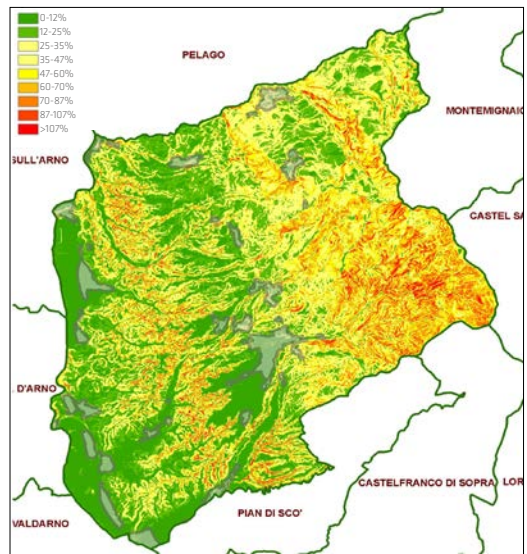 0-12%
12-25%
25-35%
35-47%
47-60%
60-70%
70-87%
87-107%
>107%
PELAGO
MONTEMIGNAIO
SULL'ARNO
CASTEL SA
D'ARNO
CASTELFRANCO DI SOPRA
LOR
PIAN DI SCO'
VALDARNO